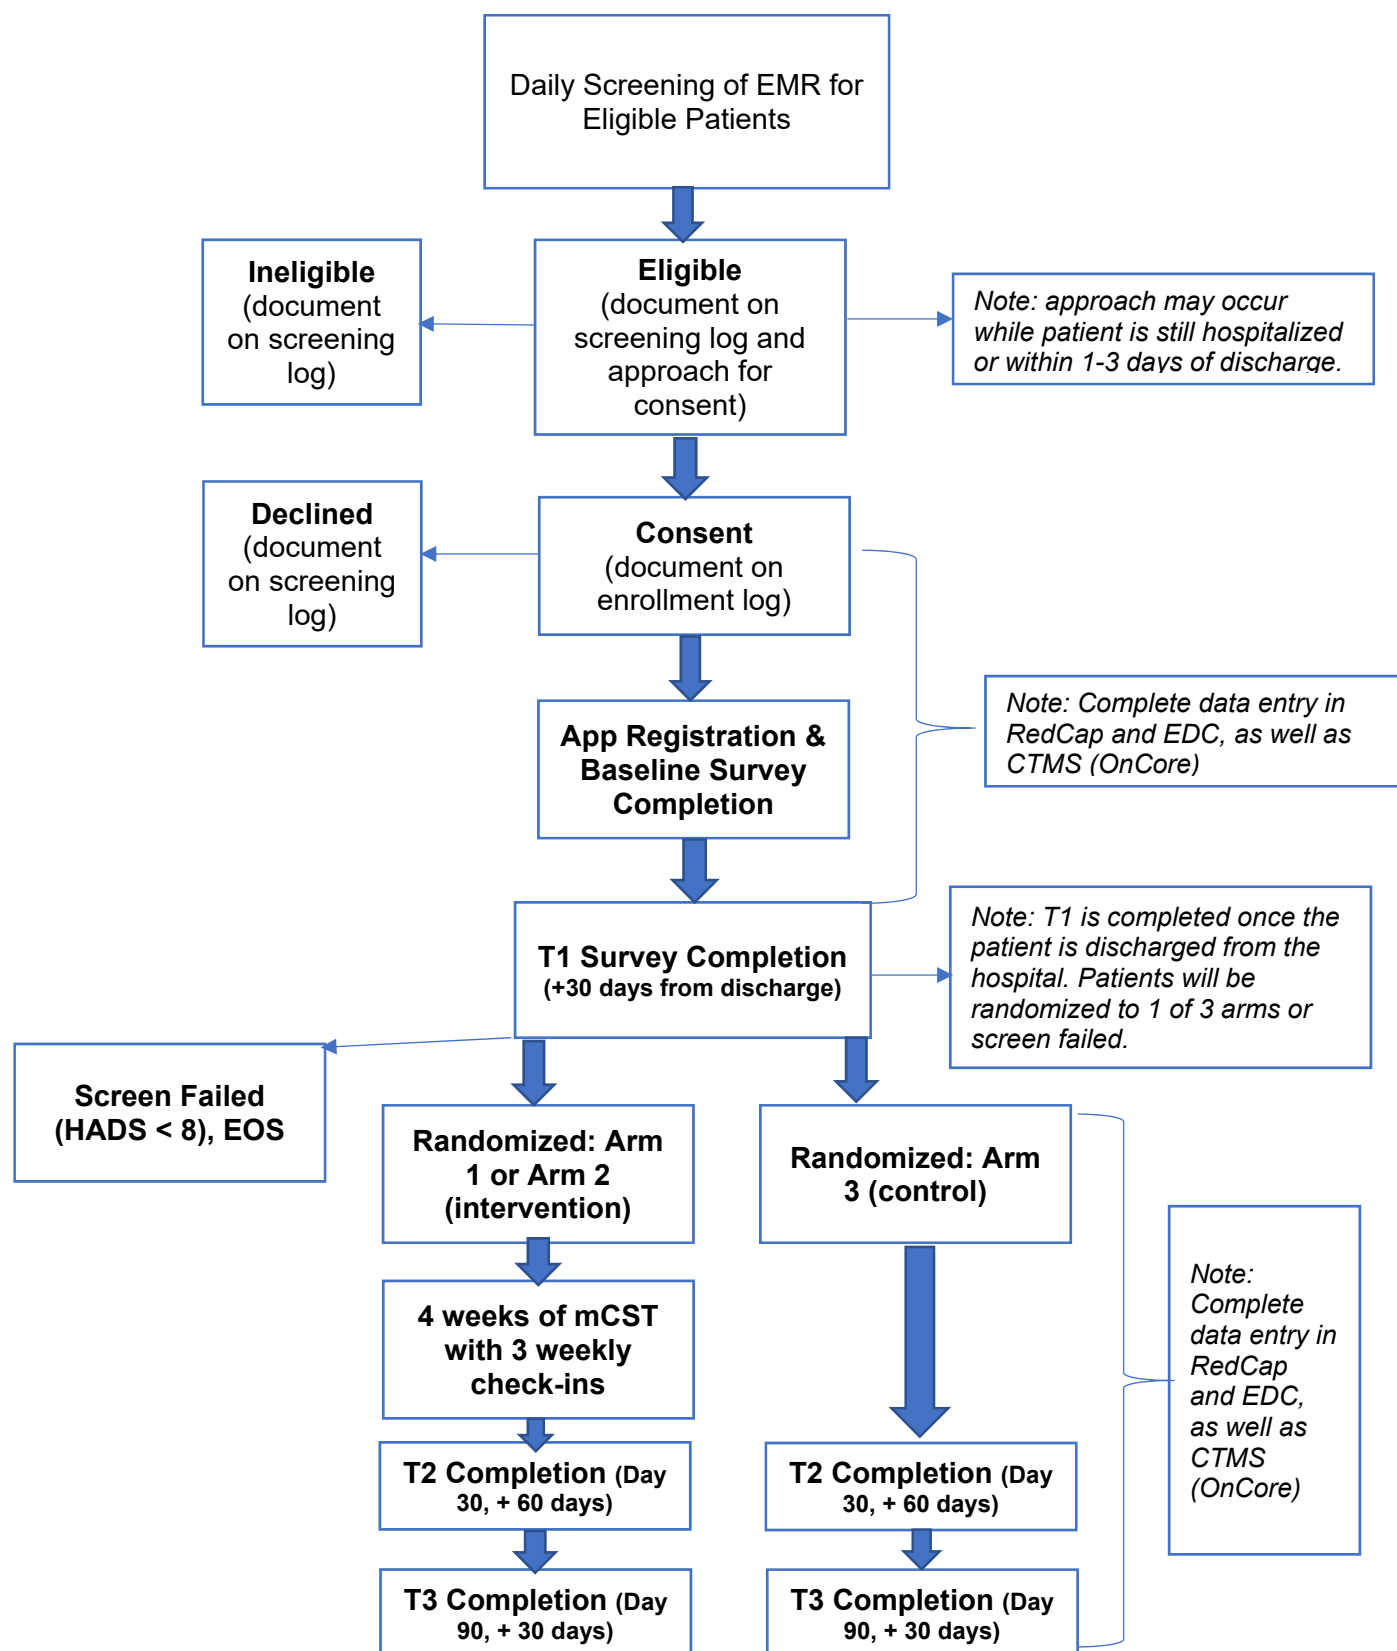 Daily Screening of EMR for
Eligible Patients
Ineligible
(document
on screening
log)
Eligible
(document on
screening log and
approach for
consent)
Note: approach may occur
while patient is still hospitalized
or within 1-3 days of discharge.
Declined
(document
on screening
log)
Consent
(document on
enrollment log)
Note: Complete data entry in
RedCap and EDC, as well as
CTMS (OnCore)
App Registration &
Baseline Survey
Completion
T1 Survey Completion
(+30 days from discharge)
Note: T1 is completed once the
patient is discharged from the
hospital. Patients will be
randomized to 1 of 3 arms or
screen failed.
Screen Failed
(HADS < 8), EOS
Randomized: Arm
1 or Arm 2
(intervention)
Randomized: Arm
3 (control)
4 weeks of mCST
with 3 weekly
check-ins
Note:
Complete
data entry in
RedCap
and EDC,
as well as
CTMS
(OnCore)
T2 Completion (Day
30, + 60 days)
T2 Completion (Day
30, + 60 days)
T3 Completion (Day
90, + 30 days)
T3 Completion (Day
90, + 30 days)